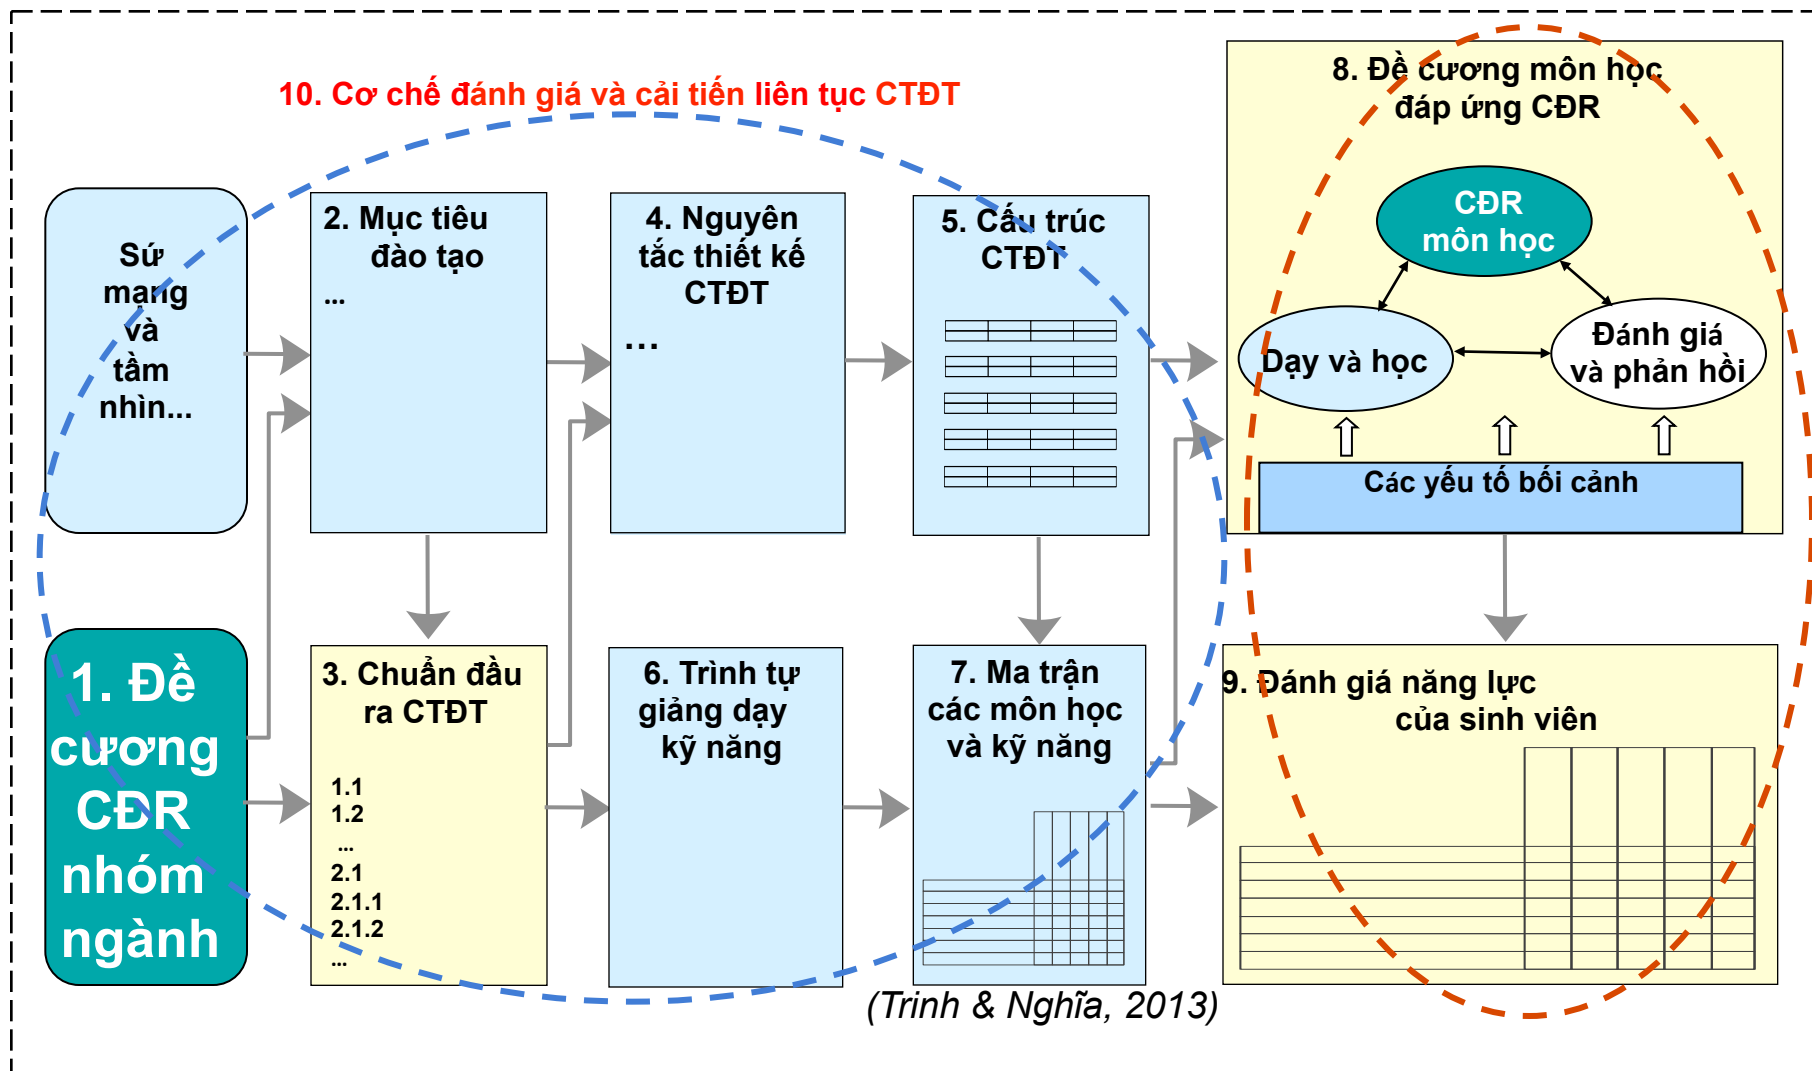 10. Cơ chế đánh giá và cải tiến liên tục CTĐT
Sứ
mạng
và
tầm
nhìn...
2. Mục tiêu
đào tạo
...
4. Nguyên
tắc thiết kế
CTĐT
...
5. Cấu trúc
CTĐT
8. Đề cương môn học
đáp ứng CĐR
CĐR
môn học
Dạy và học
Đánh giá
và phản hồi
Các yếu tố bối cảnh
1. Đề
cương
CĐR
nhóm
ngành
3. Chuẩn đầu
ra CTĐT
1.1
1.2
...
2.1
2.1.1
2.1.2
...
6. Trình tự
giảng dạy
kỹ năng
7. Ma trận
các môn học
và kỹ năng
9. Đánh giá năng lực
của sinh viên
(Trinh & Nghĩa, 2013)